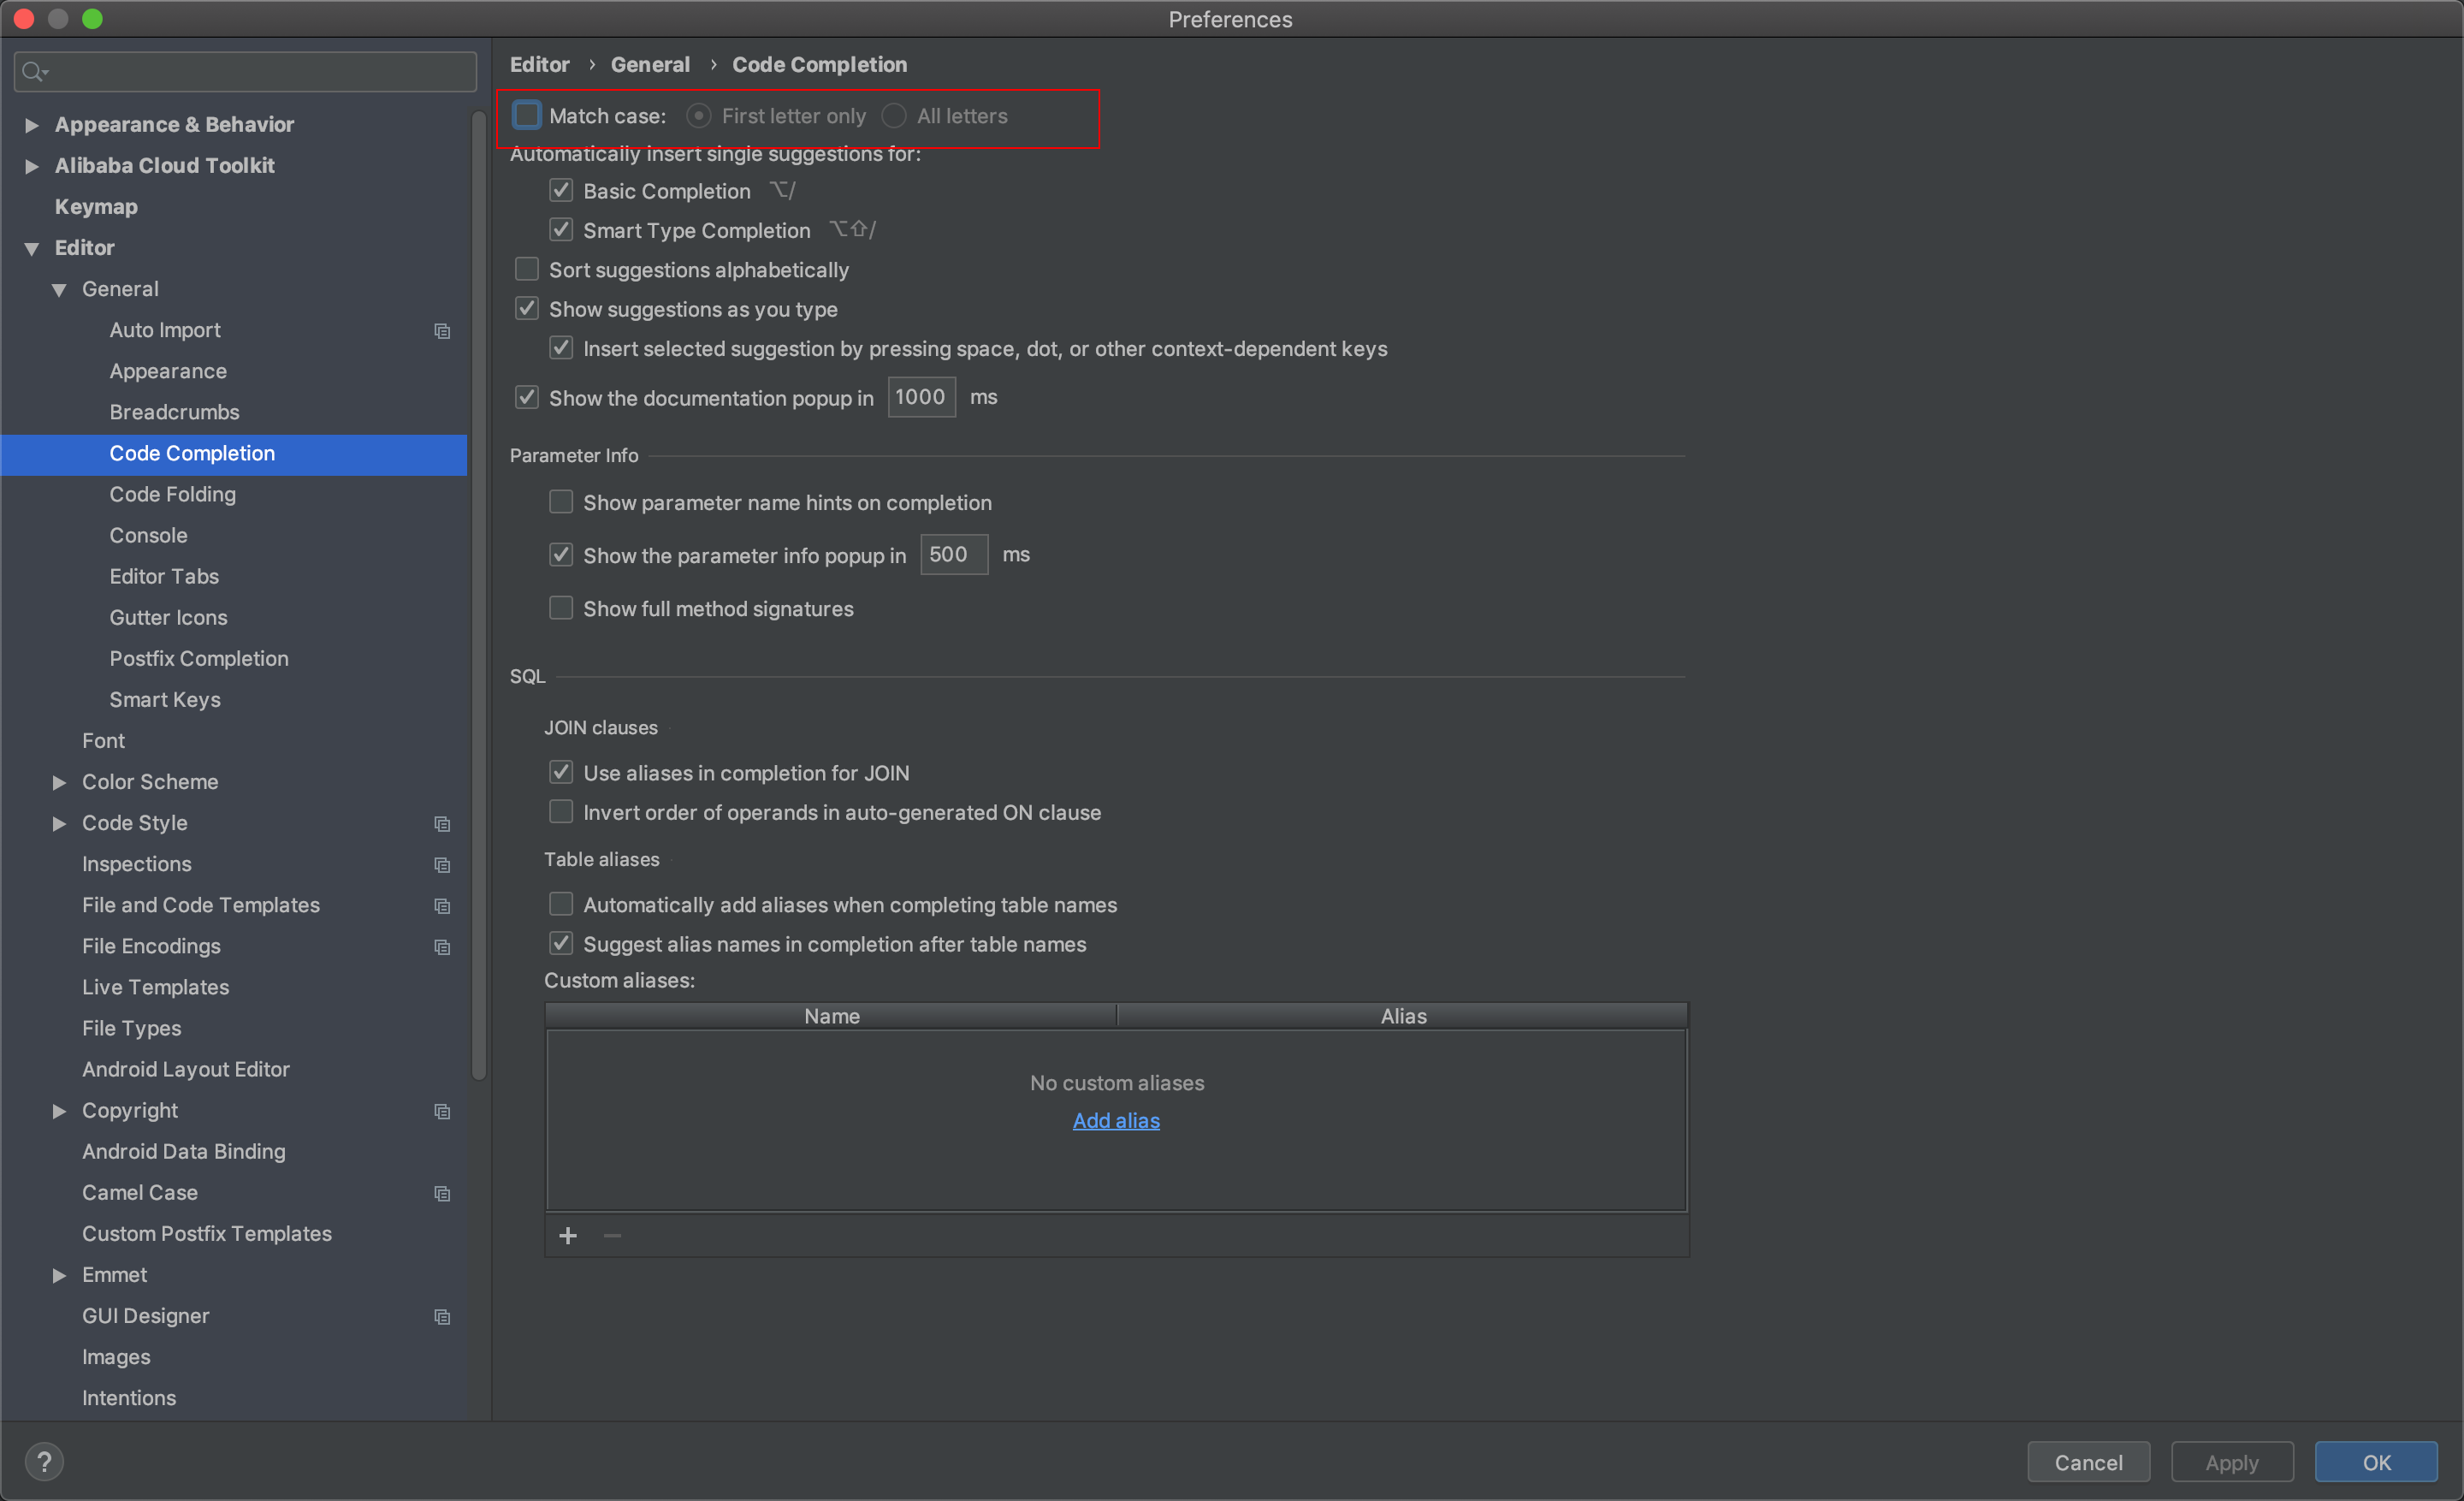 Preferences
Appearance & Behavior
Alibaba Cloud Toolkit
Keymap
Editor
General
Auto Import
Appearance
Breadcrumbs
Code Completion
Code Folding
Console
Editor Tabs
Gutter Icons
Postfix Completion
Smart Keys
Font
Color Scheme
Code Style
Inspections
File and Code Templates
File Encodings
Live Templates
File Types
Android Layout Editor
Copyright
Android Data Binding
Camel Case
Custom Postfix Templates
Emmet
GUI Designer
Images
Intentions
Editor › General › Code Completion
Match case: First letter only All letters
Automatically insert single suggestions for:
Basic Completion ⌥/
Smart Type Completion ⌥⇧/
Sort suggestions alphabetically
Show suggestions as you type
Insert selected suggestion by pressing space, dot, or other context-dependent keys
Show the documentation popup in 1000 ms
Parameter Info
Show parameter name hints on completion
Show the parameter info popup in 500 ms
Show full method signatures
SQL
JOIN clauses
Use aliases in completion for JOIN
Invert order of operands in auto-generated ON clause
Table aliases
Automatically add aliases when completing table names
Suggest alias names in completion after table names
Custom aliases:
Name Alias
No custom aliases
Add alias
? Cancel Apply OK